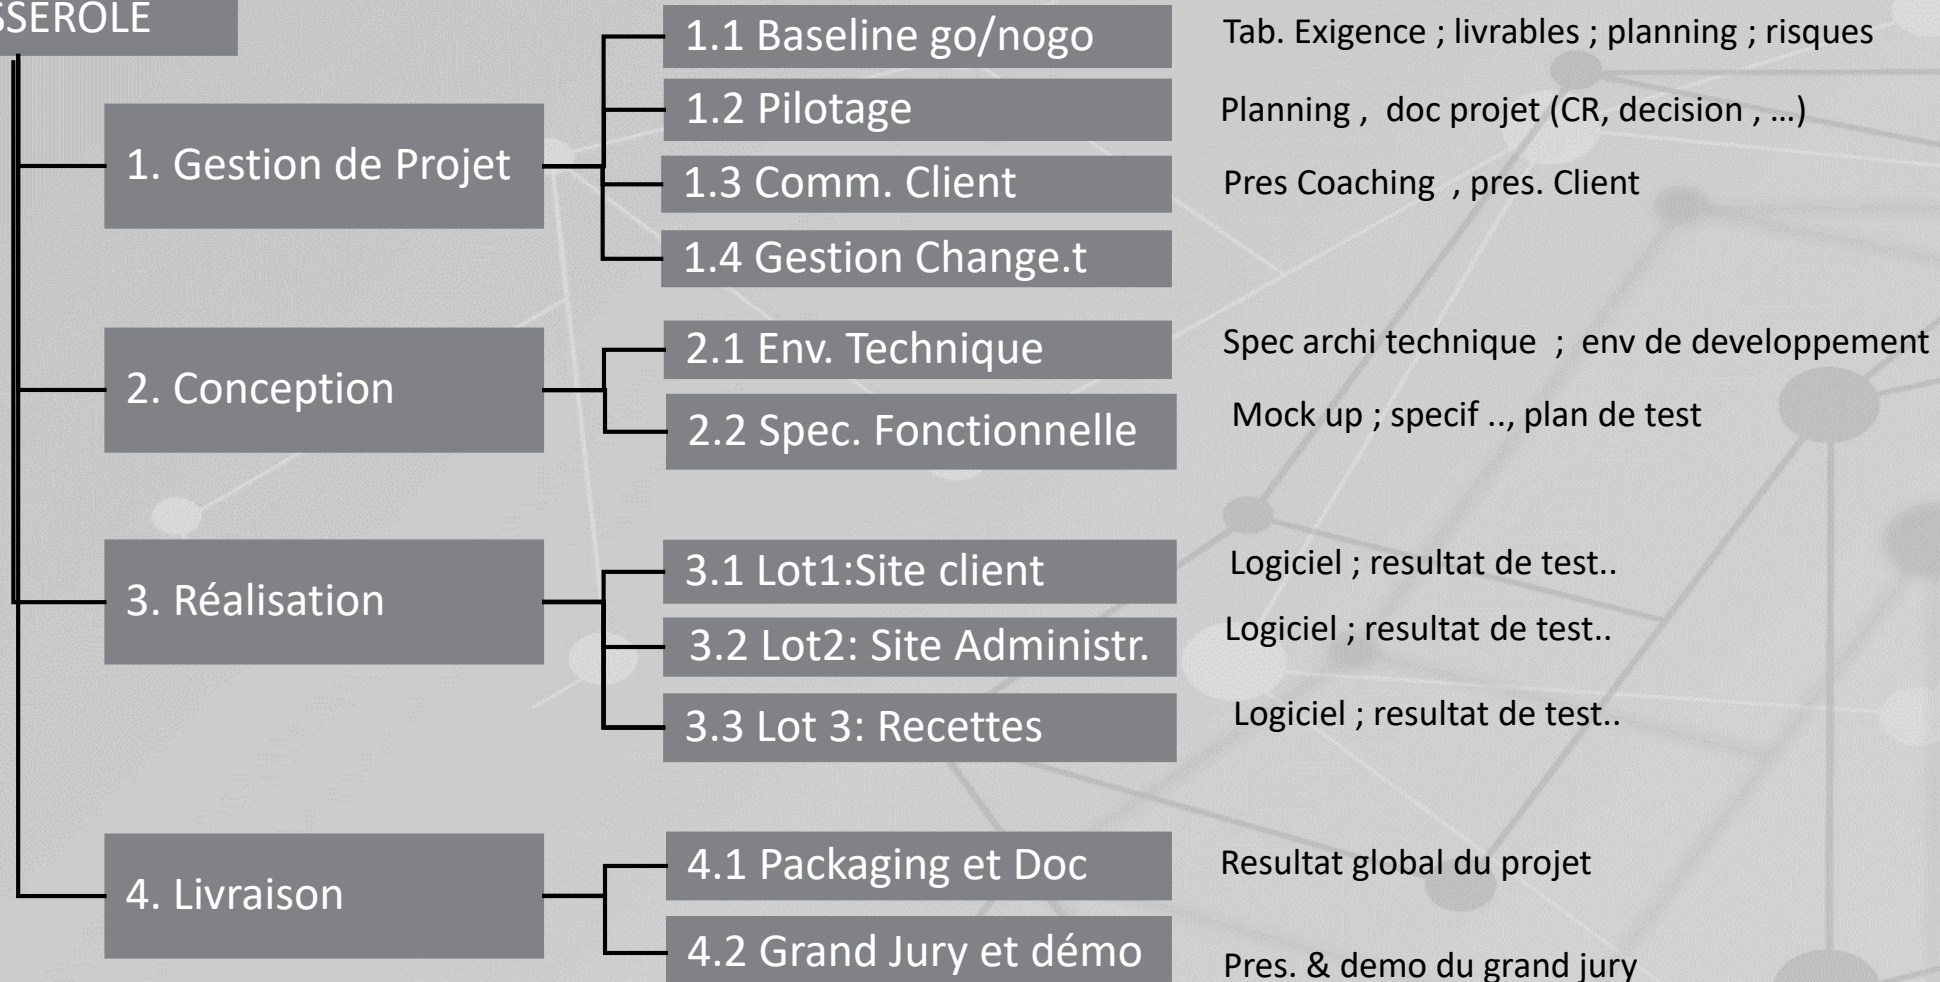 SSEROLE
1.1 Baseline go/nogo
Tab. Exigence ; livrables ; planning ; risques
1. Gestion de Projet
1.2 Pilotage
Planning , doc projet (CR, decision , ...)
1.3 Comm. Client
Pres Coaching , pres. Client
1.4 Gestion Change.t
2. Conception
2.1 Env. Technique
Spec archi technique ; env de developpement
2.2 Spec. Fonctionnelle
Mock up ; specif .., plan de test
3. Réalisation
3.1 Lot1:Site client
Logiciel ; resultat de test..
3.2 Lot2: Site Administr.
Logiciel ; resultat de test..
3.3 Lot 3: Recettes
Logiciel ; resultat de test..
4. Livraison
4.1 Packaging et Doc
Resultat global du projet
4.2 Grand Jury et démo
Pres. & demo du grand jury